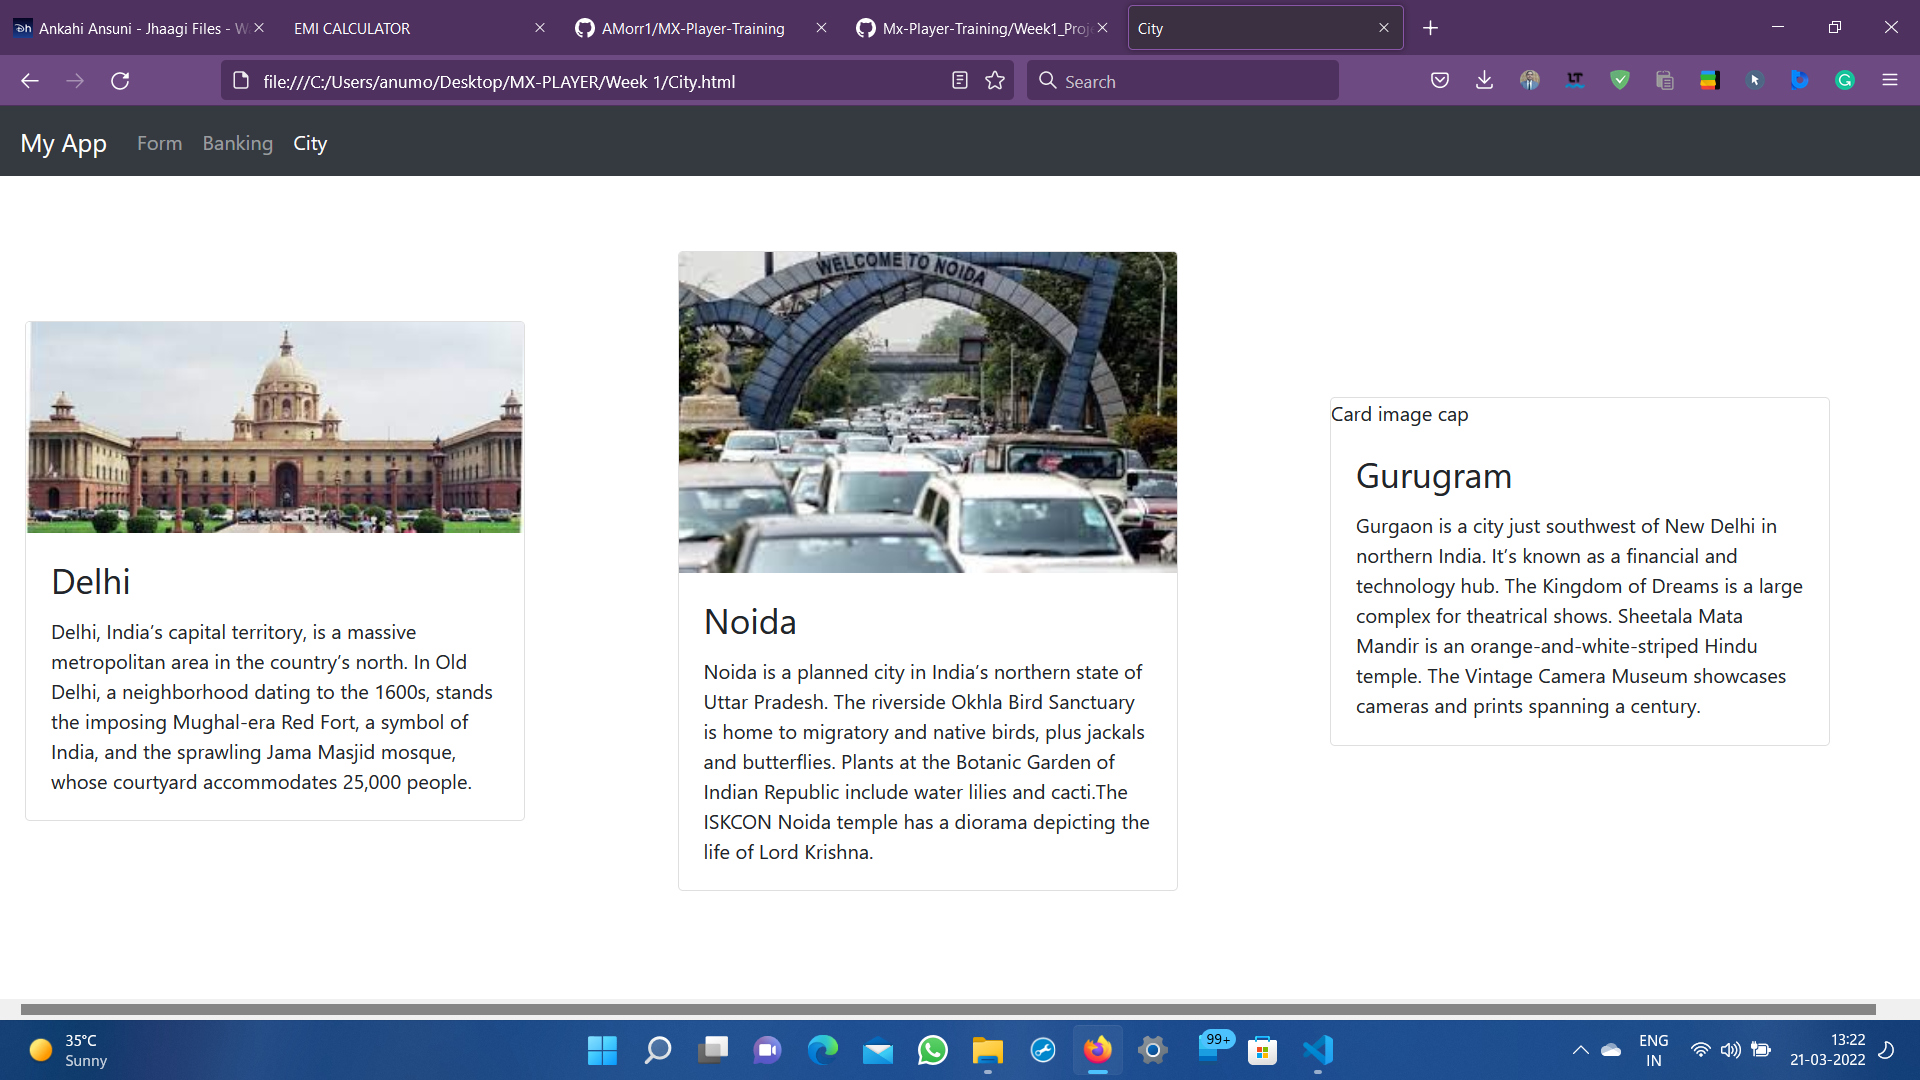 Ankahi Ansuni - Jhaagi Files - W
EMI CALCULATOR
AMorr1/MX-Player-Training
Mx-Player-Training/Week1_Proje
City
file:///C:/Users/anumo/Desktop/MX-PLAYER/Week 1/City.html
Search
My App
Form
Banking
City
WELCOME TO NOIDA
Delhi
Delhi, India’s capital territory, is a massive
metropolitan area in the country’s north. In Old
Delhi, a neighborhood dating to the 1600s, stands
the imposing Mughal-era Red Fort, a symbol of
India, and the sprawling Jama Masjid mosque,
whose courtyard accommodates 25,000 people.
Noida
Noida is a planned city in India’s northern state of
Uttar Pradesh. The riverside Okhla Bird Sanctuary
is home to migratory and native birds, plus jackals
and butterflies. Plants at the Botanic Garden of
Indian Republic include water lilies and cacti.The
ISKCON Noida temple has a diorama depicting the
life of Lord Krishna.
Card image cap
Gurugram
Gurgaon is a city just southwest of New Delhi in
northern India. It’s known as a financial and
technology hub. The Kingdom of Dreams is a large
complex for theatrical shows. Sheetala Mata
Mandir is an orange-and-white-striped Hindu
temple. The Vintage Camera Museum showcases
cameras and prints spanning a century.
35°C
Sunny
99+
ENG
IN
13:22
21-03-2022